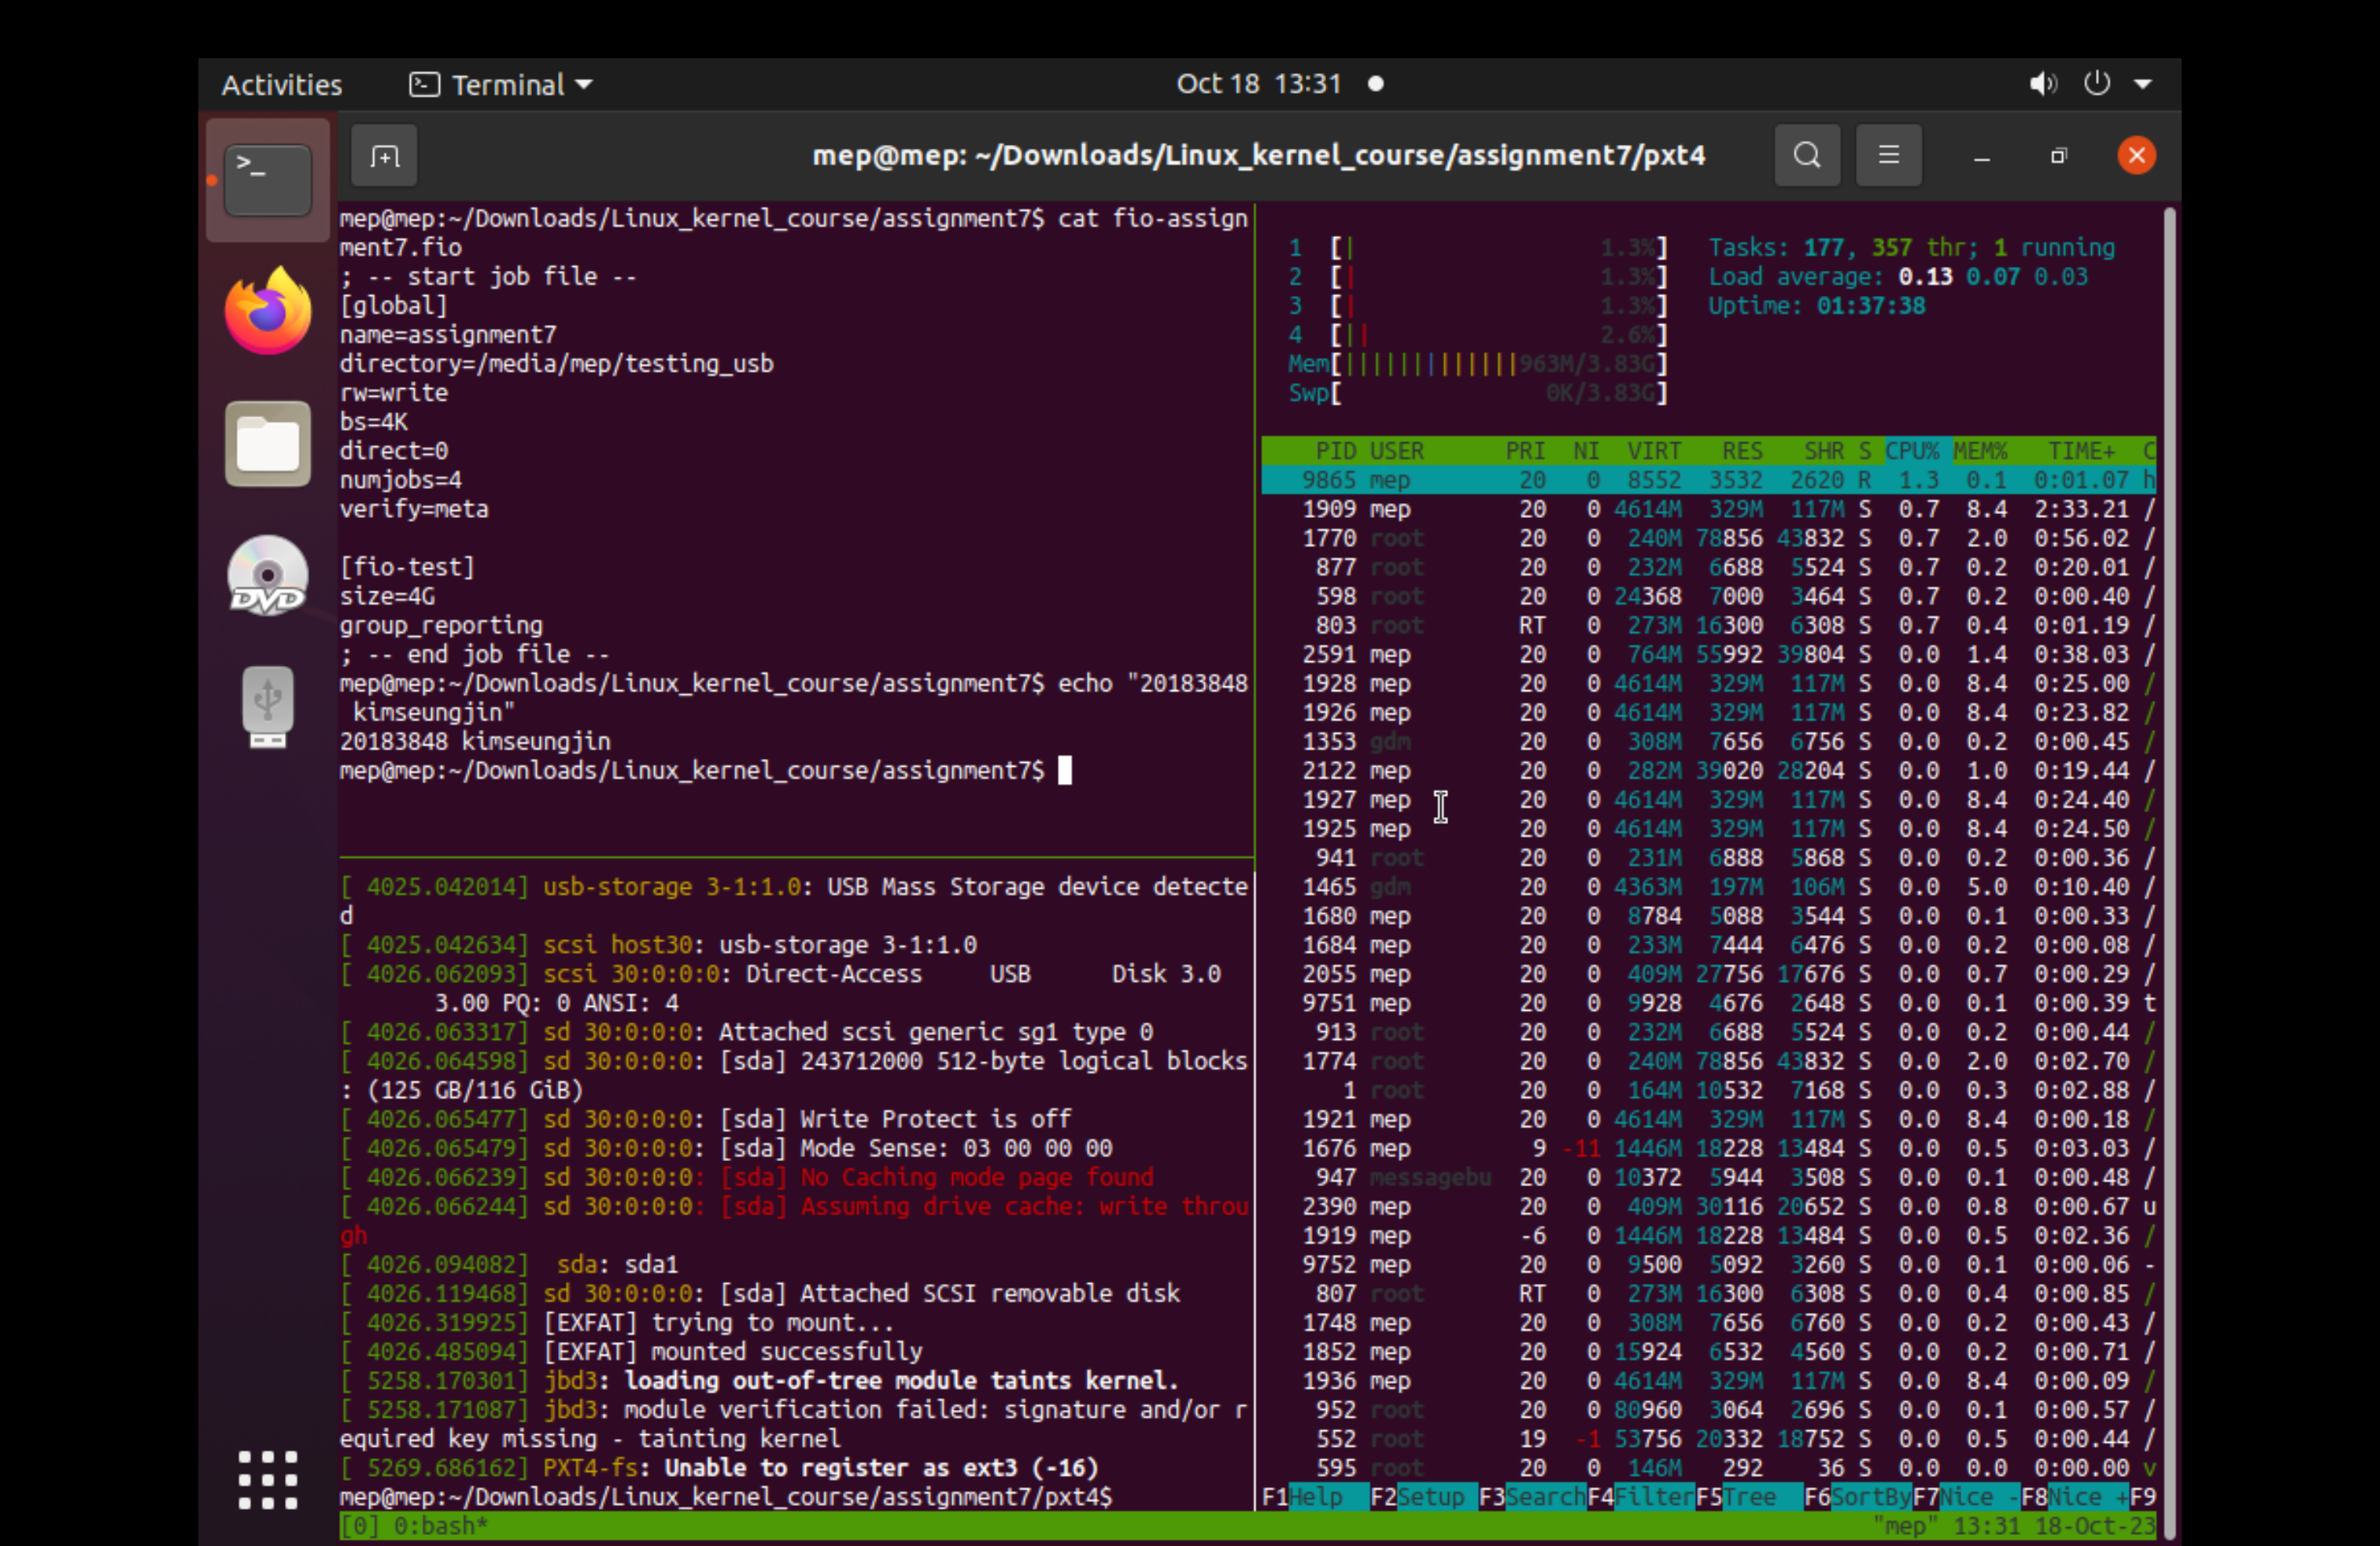 Activities
Terminal
Oct 18 13:31
mep@mep: ~/Downloads/Linux_kernel_course/assignment7/pxt4
DVD
mep@mep:~/Downloads/Linux_kernel_course/assignment7$ cat fio-assign
ment7.fio
; -- start job file --
[global]
name=assignment7
directory=/media/mep/testing_usb
rw=write
bs=4K
direct=0
numjobs=4
verify=meta
[fio-test]
size=4G
group_reporting
; -- end job file --
mep@mep:~/Downloads/Linux_kernel_course/assignment7$ echo "20183848
 kimseungjin"
20183848 kimseungjin
mep@mep:~/Downloads/Linux_kernel_course/assignment7$
[ 4025.042014] usb-storage 3-1:1.0: USB Mass Storage device detecte
d
[ 4025.042634] scsi host30: usb-storage 3-1:1.0
[ 4026.062093] scsi 30:0:0:0: Direct-Access     USB      Disk 3.0
       3.00 PQ: 0 ANSI: 4
[ 4026.063317] sd 30:0:0:0: Attached scsi generic sg1 type 0
[ 4026.064598] sd 30:0:0:0: [sda] 243712000 512-byte logical blocks
: (125 GB/116 GiB)
[ 4026.065477] sd 30:0:0:0: [sda] Write Protect is off
[ 4026.065479] sd 30:0:0:0: [sda] Mode Sense: 03 00 00 00
[ 4026.066239] sd 30:0:0:0: [sda] No Caching mode page found
[ 4026.066244] sd 30:0:0:0: [sda] Assuming drive cache: write throu
gh
[ 4026.094082]  sda: sda1
[ 4026.119468] sd 30:0:0:0: [sda] Attached SCSI removable disk
[ 4026.319925] [EXFAT] trying to mount...
[ 4026.485094] [EXFAT] mounted successfully
[ 5258.170301] jbd3: loading out-of-tree module taints kernel.
[ 5258.171087] jbd3: module verification failed: signature and/or r
equired key missing - tainting kernel
[ 5269.686162] PXT4-fs: Unable to register as ext3 (-16)
mep@mep:~/Downloads/Linux_kernel_course/assignment7/pxt4$
1 [| 1.3%] Tasks: 177, 357 thr; 1 running
2 [| 1.3%] Load average: 0.13 0.07 0.03
3 [| 1.3%] Uptime: 01:37:38
4 [|| 2.6%]
Mem[|||||||||||||963M/3.83G]
Swp[ 0K/3.83G]
PID USER PRI NI VIRT RES SHR S CPU% MEM% TIME+ C
9865 mep 20 0 8552 3532 2620 R 1.3 0.1 0:01.07 h
1909 mep 20 0 4614M 329M 117M S 0.7 8.4 2:33.21 /
1770 root 20 0 240M 78856 43832 S 0.7 2.0 0:56.02 /
877 root 20 0 232M 6688 5524 S 0.7 0.2 0:20.01 /
598 root 20 0 24368 7000 3464 S 0.7 0.2 0:00.40 /
803 root RT 0 273M 16300 6308 S 0.7 0.4 0:01.19 /
2591 mep 20 0 764M 55992 39804 S 0.0 1.4 0:38.03 /
1928 mep 20 0 4614M 329M 117M S 0.0 8.4 0:25.00 /
1926 mep 20 0 4614M 329M 117M S 0.0 8.4 0:23.82 /
1353 gdm 20 0 308M 7656 6756 S 0.0 0.2 0:00.45 /
2122 mep 20 0 282M 39020 28204 S 0.0 1.0 0:19.44 /
1927 mep 20 0 4614M 329M 117M S 0.0 8.4 0:24.40 /
1925 mep 20 0 4614M 329M 117M S 0.0 8.4 0:24.50 /
941 root 20 0 231M 6888 5868 S 0.0 0.2 0:00.36 /
1465 gdm 20 0 4363M 197M 106M S 0.0 5.0 0:10.40 /
1680 mep 20 0 8784 5088 3544 S 0.0 0.1 0:00.33 /
1684 mep 20 0 233M 7444 6476 S 0.0 0.2 0:00.08 /
2055 mep 20 0 409M 27756 17676 S 0.0 0.7 0:00.29 /
9751 mep 20 0 9928 4676 2648 S 0.0 0.1 0:00.39 t
913 root 20 0 232M 6688 5524 S 0.0 0.2 0:00.44 /
1774 root 20 0 240M 78856 43832 S 0.0 2.0 0:02.70 /
1 root 20 0 164M 10532 7168 S 0.0 0.3 0:02.88 /
1921 mep 20 0 4614M 329M 117M S 0.0 8.4 0:00.18 /
1676 mep 9 -11 1446M 18228 13484 S 0.0 0.5 0:03.03 /
947 messagebu 20 0 10372 5944 3508 S 0.0 0.1 0:00.48 /
2390 mep 20 0 409M 30116 20652 S 0.0 0.8 0:00.67 u
1919 mep -6 0 1446M 18228 13484 S 0.0 0.5 0:02.36 /
9752 mep 20 0 9500 5092 3260 S 0.0 0.1 0:00.06 -
807 root RT 0 273M 16300 6308 S 0.0 0.4 0:00.85 /
1748 mep 20 0 308M 7656 6760 S 0.0 0.2 0:00.43 /
1852 mep 20 0 15924 6532 4560 S 0.0 0.2 0:00.71 /
1936 mep 20 0 4614M 329M 117M S 0.0 8.4 0:00.09 /
952 root 20 0 80960 3064 2696 S 0.0 0.1 0:00.57 /
552 root 19 -1 53756 20332 18752 S 0.0 0.5 0:00.44 /
595 root 20 0 146M 292 36 S 0.0 0.0 0:00.00 v
F1Help F2Setup F3SearchF4FilterF5Tree F6SortByF7Nice -F8Nice +F9
[0] 0:bash* "mep" 13:31 18-Oct-23